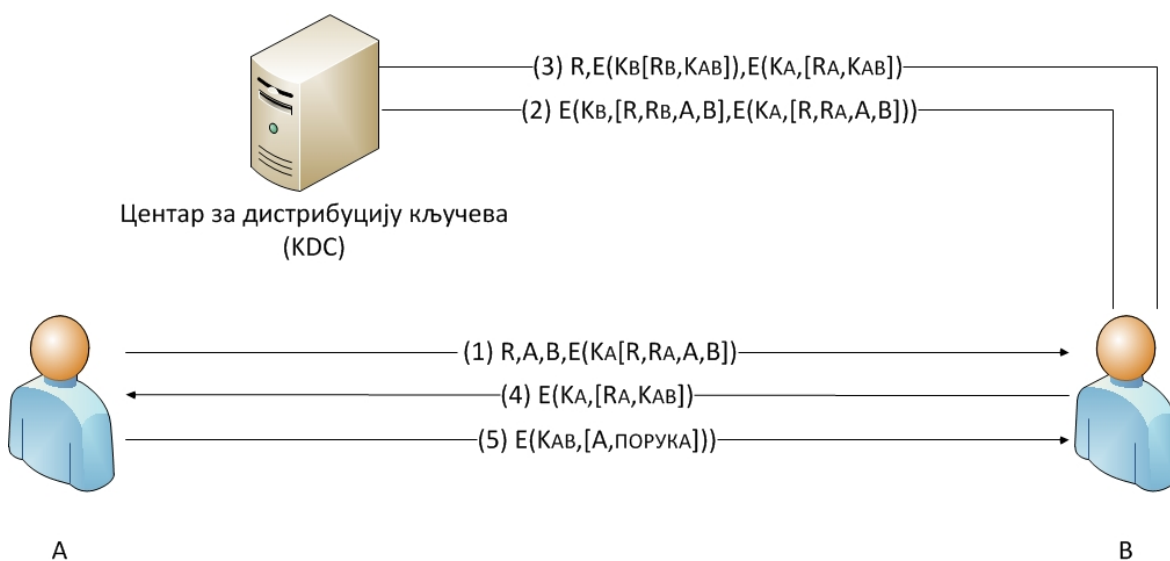 (3) R,E(KB[RB,KAB]),E(KA,[RA,KAB])
(2) E(KB,[R,RB,A,B],E(KA,[R,RA,A,B]))
Центар за дистрибуцију кључева
(KDC)
(1) R,A,B,E(KA[R,RA,A,B])
(4) E(KA,[RA,KAB])
(5) E(KAB,[A,ПОРУКА]))
A
B